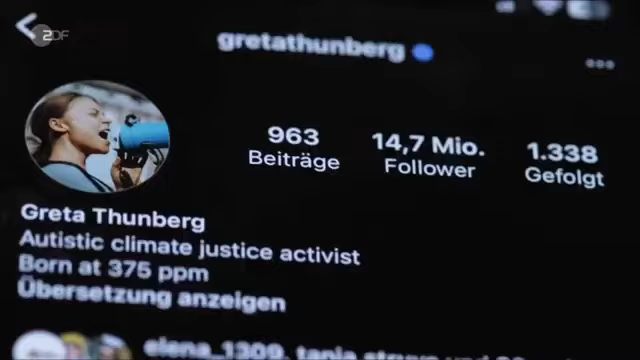 ZDF
gretathunberg
963
Beiträge
14,7 Mio.
Follower
1.338
Gefolgt
Greta Thunberg
Autistic climate justice activist
Born at 375 ppm
Übersetzung anzeigen
elena_1309, tanja